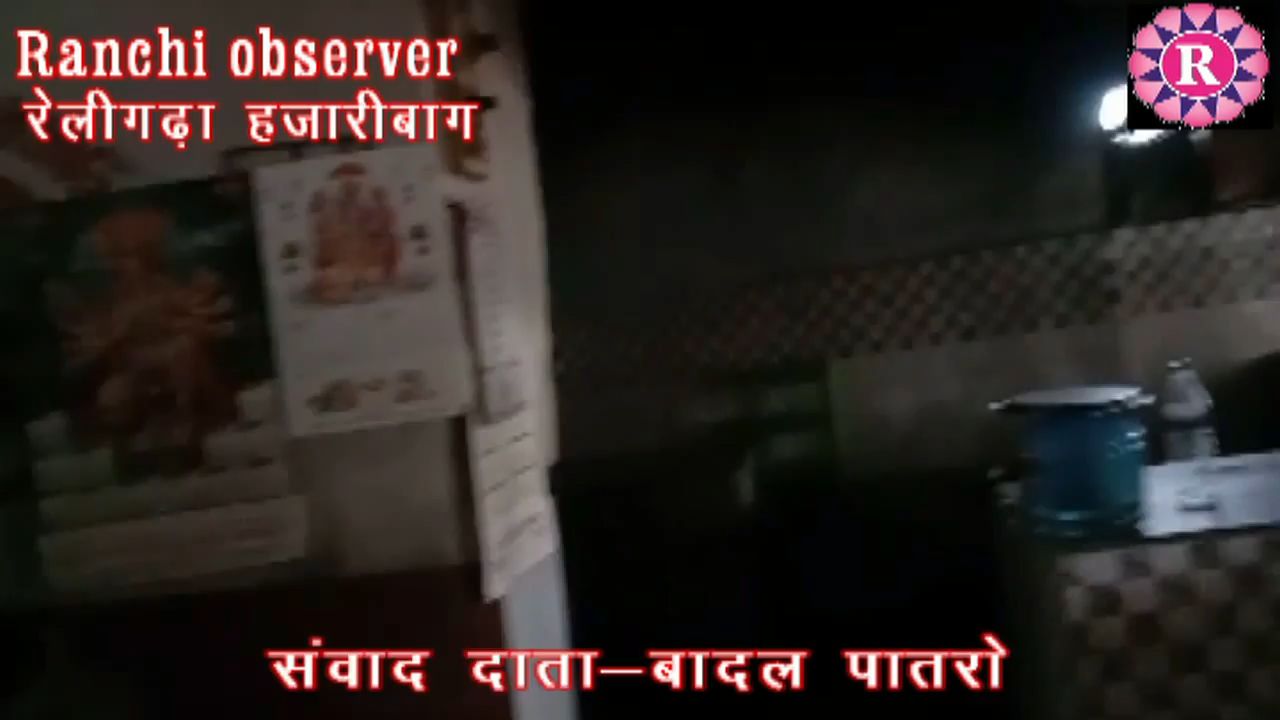 Ranchi observer
रेलीगढ़ा हजारीबाग
R
संवाद दाता–बादल पातरो